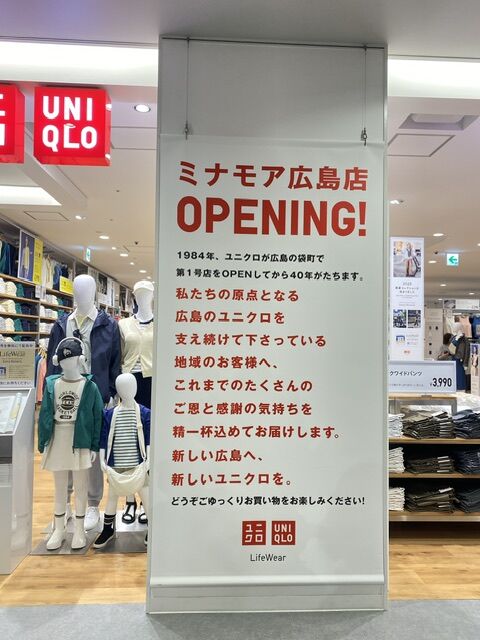 UNI
QLO
ミナモア広島店
OPENING!
1984年、ユニクロが広島の袋町で
第1号店をOPENしてから40年がたちます。
私たちの原点となる
広島のユニクロを
支え続けて下さっている
地域のお客様へ、
これまでのたくさんの
ご恩と感謝の気持ちを
精一杯込めてお届けします。
新しい広島へ、
新しいユニクロを。
どうぞごゆっくりお買い物をお楽しみください!
ユニ
クロ
UNI
QLO
LifeWear
LifeWear
ワイドパンツ
¥3,990